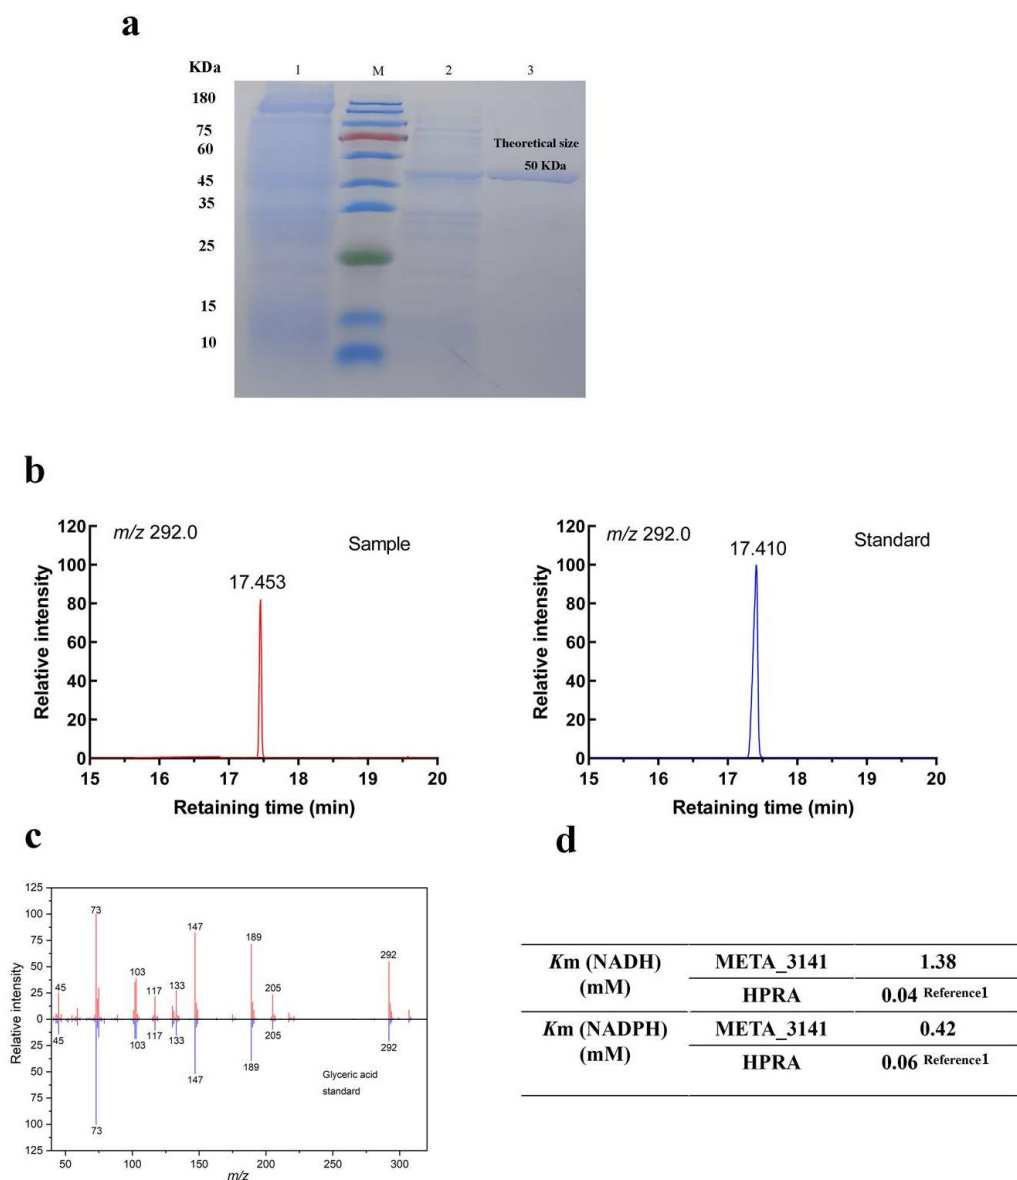 a
KDa 1 M 2 3
180
75
60
45
35
25
15
10
Theoretical size
50 KDa
b
m/z 292.0
Sample
17.453
Relative intensity
120
100
80
60
40
20
0
15 16 17 18 19 20
Retaining time (min)
m/z 292.0
Standard
17.410
Relative intensity
120
100
80
60
40
20
0
15 16 17 18 19 20
Retaining time (min)
c
Relative intensity
125
100
75
50
25
0
25
50
75
100
125
73
147
189
292
45
103
117
133
205
45
103
117
133
205
292
189
147
73
Glyceric acid
standard
50 100 150 200 250 300
m/z
d
Km (NADH) META_3141 1.38
(mM)
HPRA 0.04 Reference1
Km (NADPH) META_3141 0.42
(mM)
HPRA 0.06 Reference1